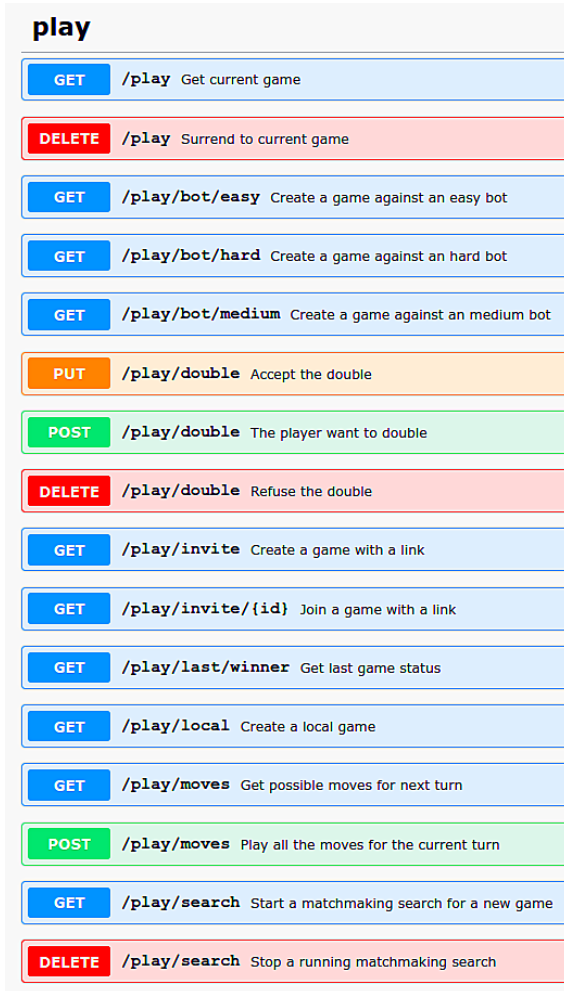 play
GET /play Get current game
DELETE /play Surrend to current game
GET /play/bot/easy Create a game against an easy bot
GET /play/bot/hard Create a game against an hard bot
GET /play/bot/medium Create a game against an medium bot
PUT /play/double Accept the double
POST /play/double The player want to double
DELETE /play/double Refuse the double
GET /play/invite Create a game with a link
GET /play/invite/{id} Join a game with a link
GET /play/last/winner Get last game status
GET /play/local Create a local game
GET /play/moves Get possible moves for next turn
POST /play/moves Play all the moves for the current turn
GET /play/search Start a matchmaking search for a new game
DELETE /play/search Stop a running matchmaking search